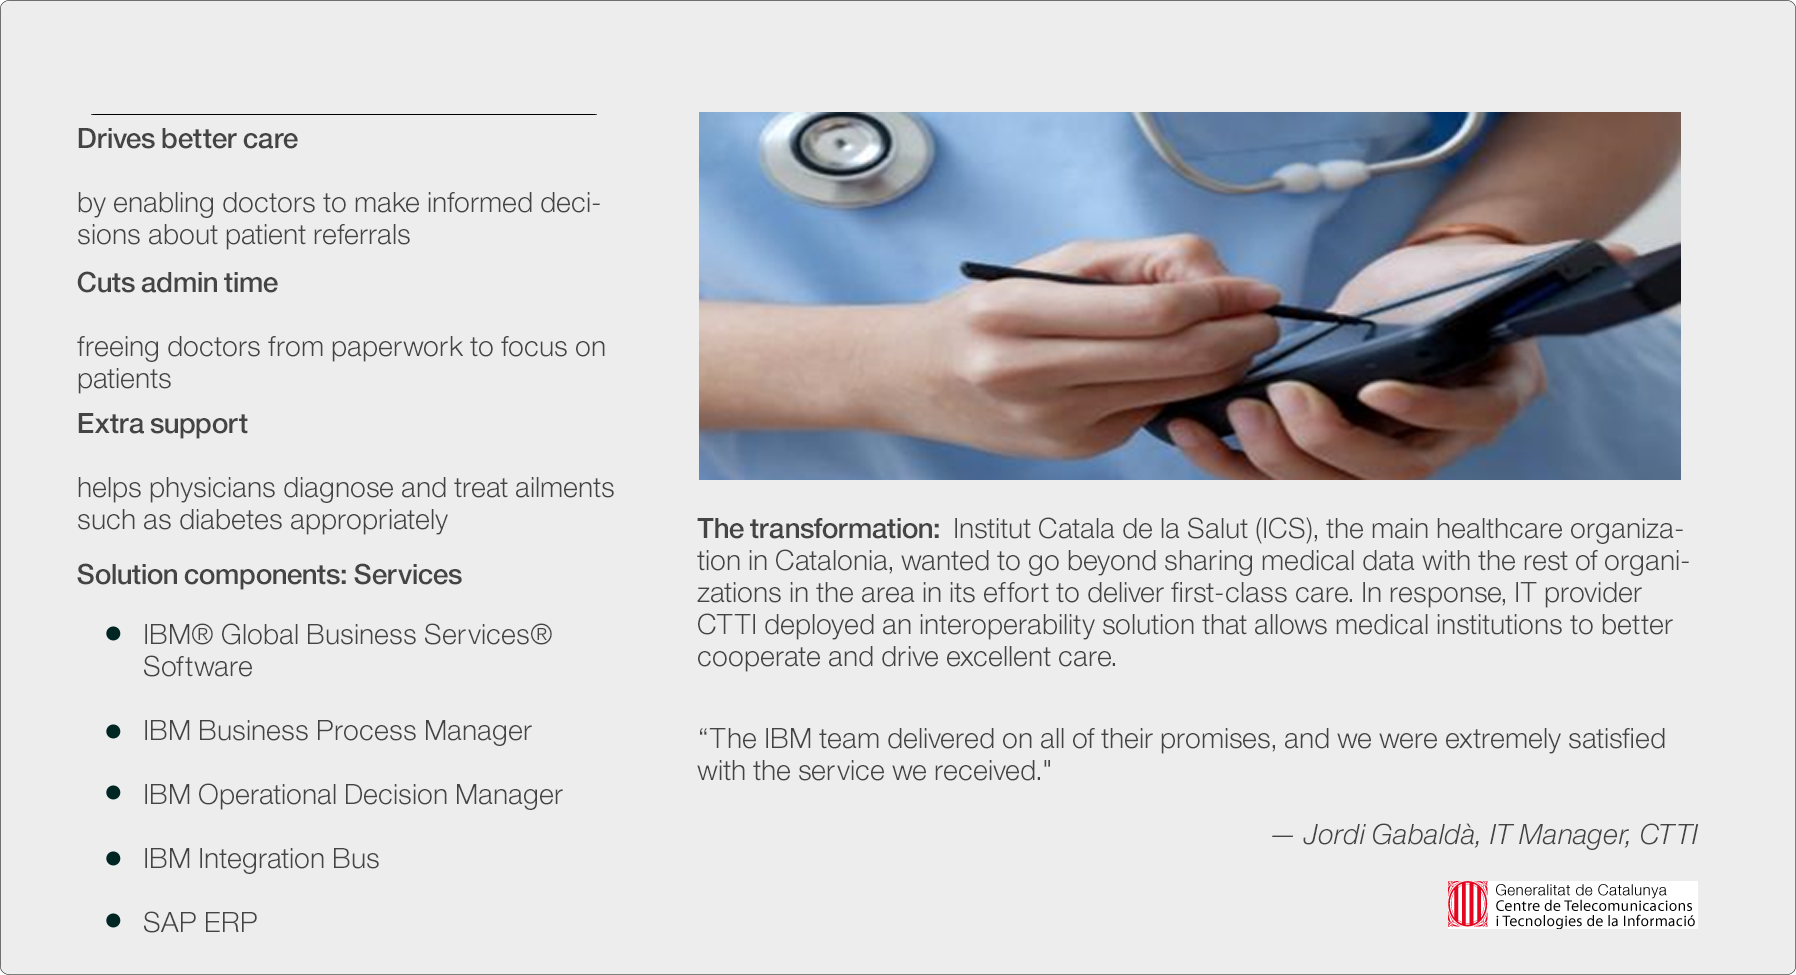 Drives better care
by enabling doctors to make informed deci-
sions about patient referrals
Cuts admin time
freeing doctors from paperwork to focus on
patients
Extra support
helps physicians diagnose and treat ailments
such as diabetes appropriately
Solution components: Services
● IBM® Global Business Services®
Software
● IBM Business Process Manager
● IBM Operational Decision Manager
● IBM Integration Bus
● SAP ERP
The transformation: Institut Catala de la Salut (ICS), the main healthcare organiza-
tion in Catalonia, wanted to go beyond sharing medical data with the rest of organi-
zations in the area in its effort to deliver first-class care. In response, IT provider
CTTI deployed an interoperability solution that allows medical institutions to better
cooperate and drive excellent care.
“The IBM team delivered on all of their promises, and we were extremely satisfied
with the service we received."
— Jordi Gabaldà, IT Manager, CTTI
Generalitat de Catalunya
Centre de Telecomunicacions
i Tecnologies de la Informació